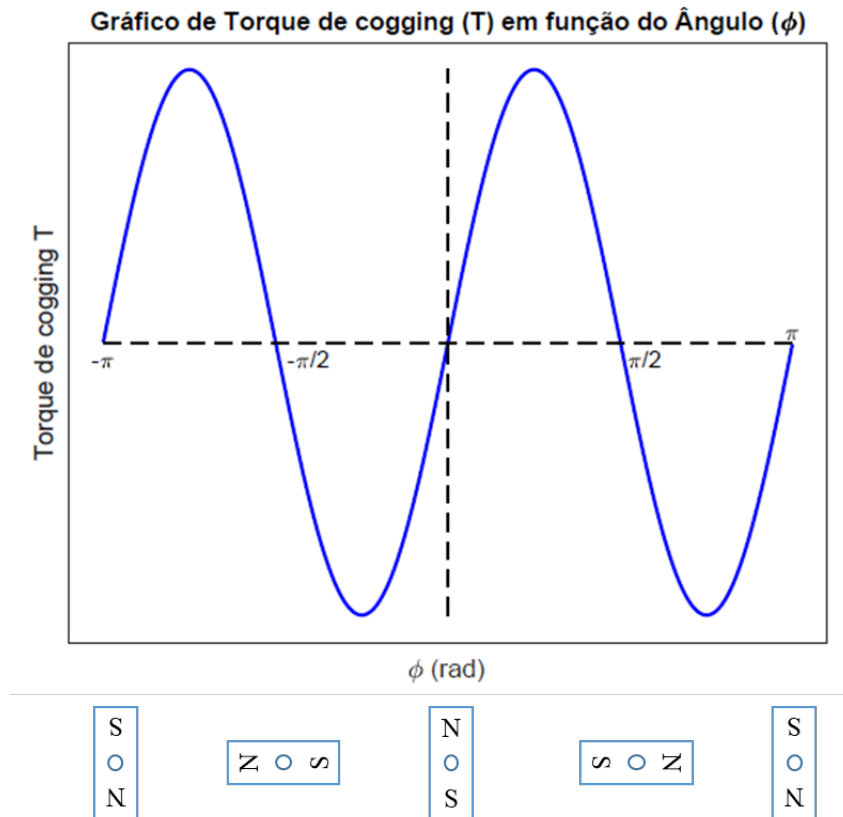 Gráfico de Torque de cogging (T) em função do Ângulo (ϕ)
Torque de cogging T
-π
-π/2
π/2
π
ϕ (rad)
S N S
N S S N
N S N